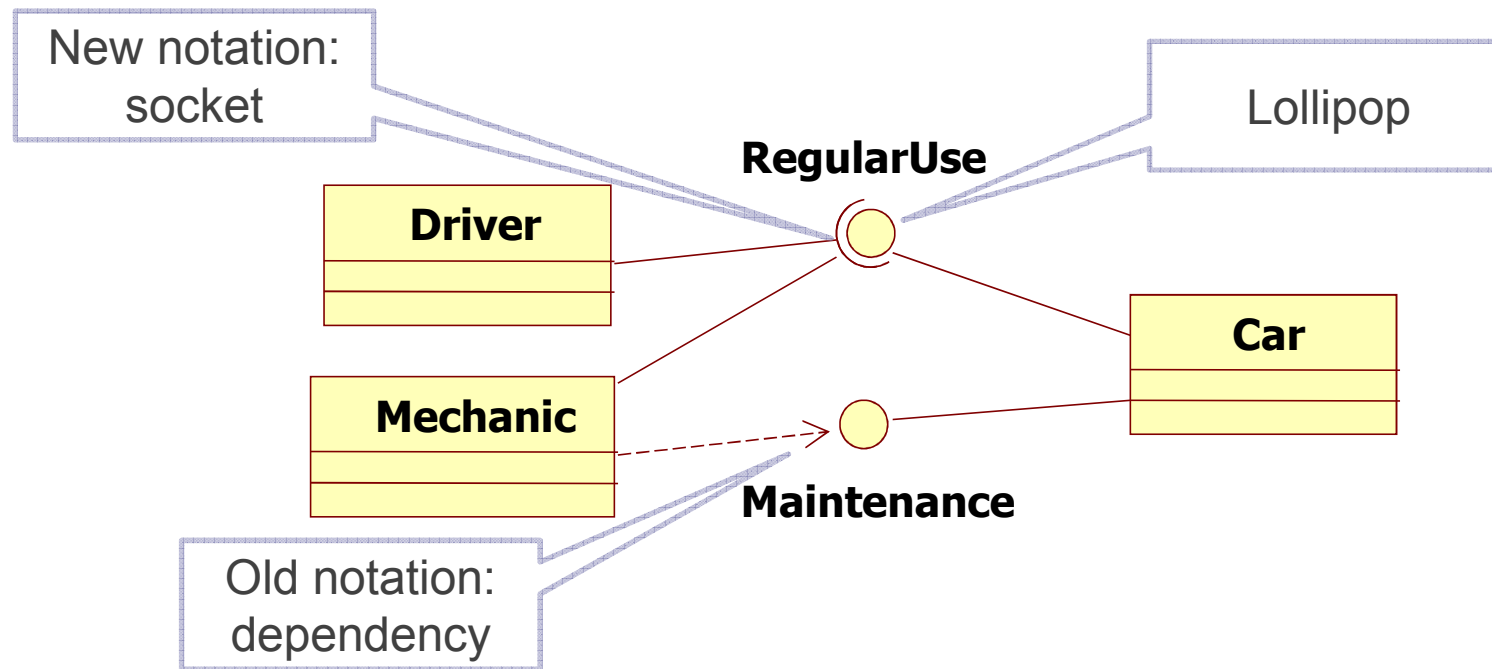 New notation:
socket
Lollipop
RegularUse
Driver
Car
Mechanic
Maintenance
Old notation:
dependency